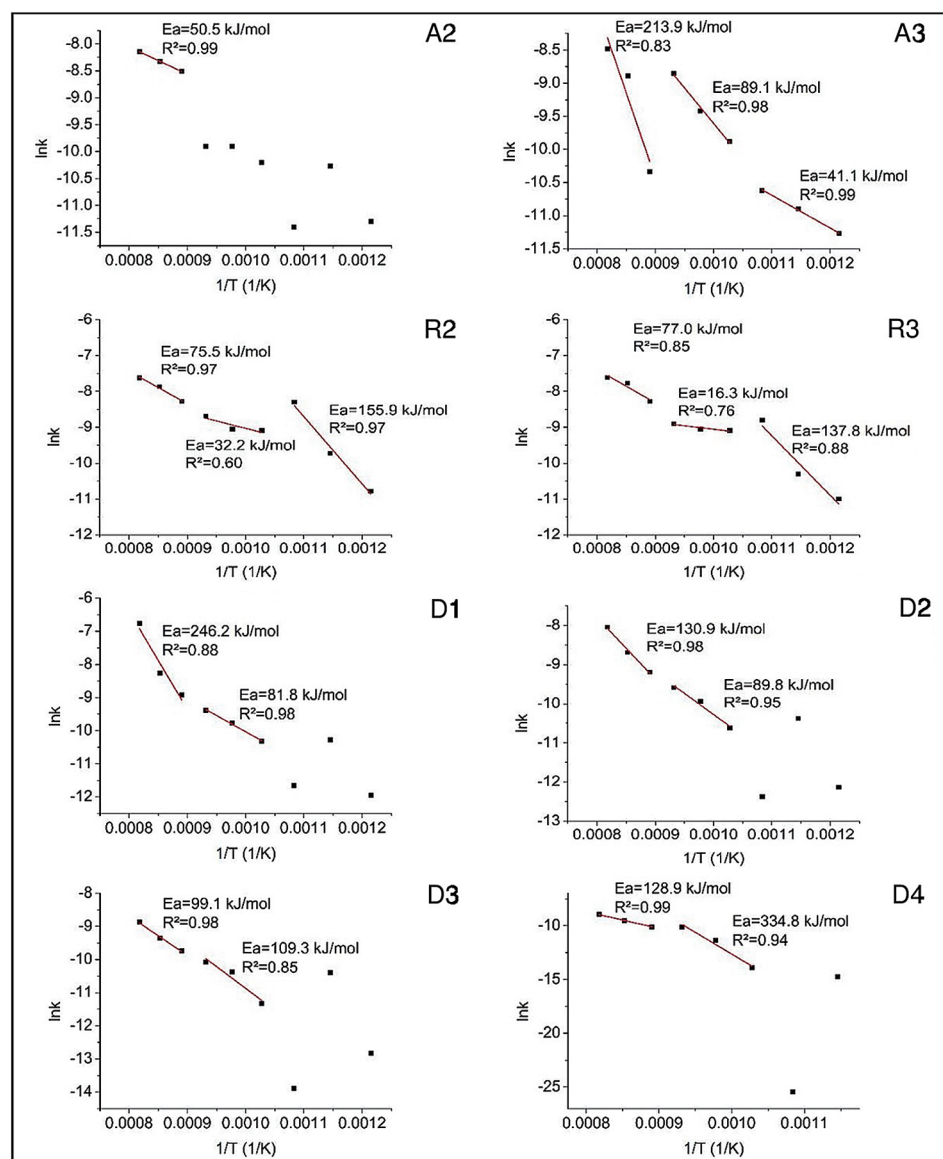 A2
Ea=50.5 kJ/mol
R²=0.99
-8.0
-8.5
-9.0
-9.5
-10.0
-10.5
-11.0
-11.5
lnk
0.0008 0.0009 0.0010 0.0011 0.0012
1/T (1/K)
A3
Ea=213.9 kJ/mol
R²=0.83
Ea=89.1 kJ/mol
R²=0.98
Ea=41.1 kJ/mol
R²=0.99
-8.5
-9.0
-9.5
-10.0
-10.5
-11.0
-11.5
lnk
0.0008 0.0009 0.0010 0.0011 0.0012
1/T (1/K)
R2
Ea=75.5 kJ/mol
R²=0.97
Ea=32.2 kJ/mol
R²=0.60
Ea=155.9 kJ/mol
R²=0.97
-6
-7
-8
-9
-10
-11
-12
lnk
0.0008 0.0009 0.0010 0.0011 0.0012
1/T (1/K)
R3
Ea=77.0 kJ/mol
R²=0.85
Ea=16.3 kJ/mol
R²=0.76
Ea=137.8 kJ/mol
R²=0.88
-6
-7
-8
-9
-10
-11
-12
lnk
0.0008 0.0009 0.0010 0.0011 0.0012
1/T (1/K)
D1
Ea=246.2 kJ/mol
R²=0.88
Ea=81.8 kJ/mol
R²=0.98
-6
-7
-8
-9
-10
-11
-12
lnk
0.0008 0.0009 0.0010 0.0011 0.0012
1/T (1/K)
D2
Ea=130.9 kJ/mol
R²=0.98
Ea=89.8 kJ/mol
R²=0.95
-7
-8
-9
-10
-11
-12
-13
lnk
0.0008 0.0009 0.0010 0.0011 0.0012
1/T (1/K)
D3
Ea=99.1 kJ/mol
R²=0.98
Ea=109.3 kJ/mol
R²=0.85
-8
-9
-10
-11
-12
-13
-14
lnk
0.0008 0.0009 0.0010 0.0011 0.0012
1/T (1/K)
D4
Ea=128.9 kJ/mol
R²=0.99
Ea=334.8 kJ/mol
R²=0.94
-10
-15
-20
-25
lnk
0.0008 0.0009 0.0010 0.0011
1/T (1/K)